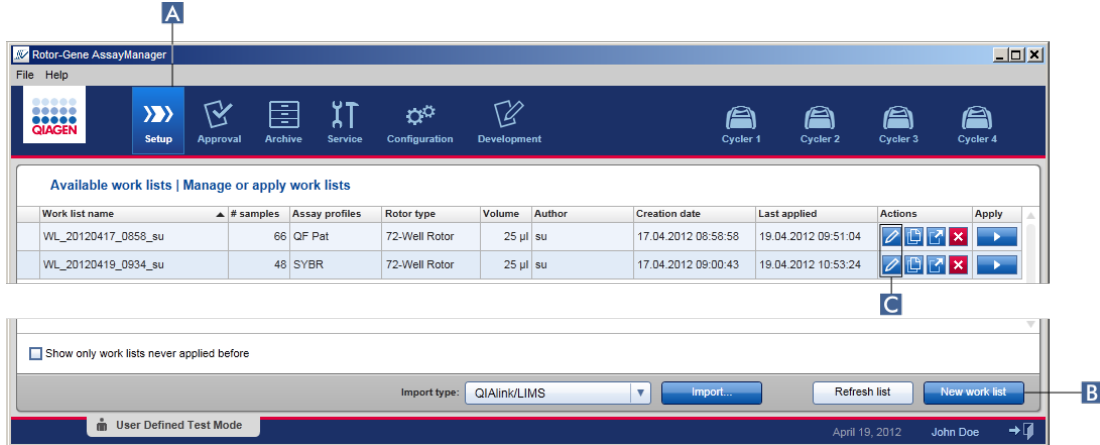 A
Rotor-Gene AssayManager
File Help
QIAGEN
Setup Approval Archive Service Configuration Development Cycler 1 Cycler 2 Cycler 3 Cycler 4
Available work lists | Manage or apply work lists
Work list name # samples Assay profiles Rotor type Volume Author Creation date Last applied Actions Apply
WL_20120417_0858_su 66 QF Pat 72-Well Rotor 25 µl su 17.04.2012 08:58:58 19.04.2012 09:51:04
WL_20120419_0934_su 48 SYBR 72-Well Rotor 25 µl su 17.04.2012 09:00:43 19.04.2012 10:53:24
C
Show only work lists never applied before
Import type: QIAlink/LIMS Import... Refresh list New work list
B
User Defined Test Mode April 19, 2012 John Doe